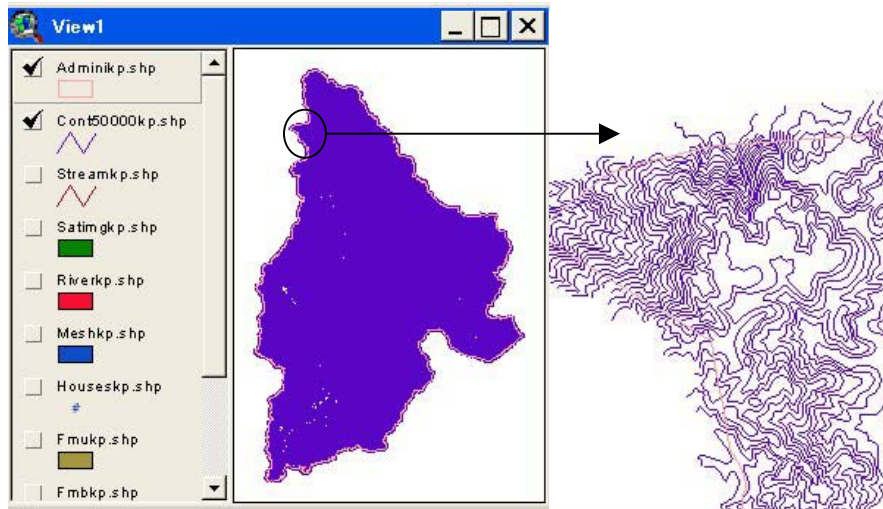 View1
Adminikp.shp
Cont50000kp.shp
Streamkp.shp
Satimgkp.shp
Riverkp.shp
Meshkp.shp
Houseskp.shp
#
Fmukp.shp
Fmbkp.shp